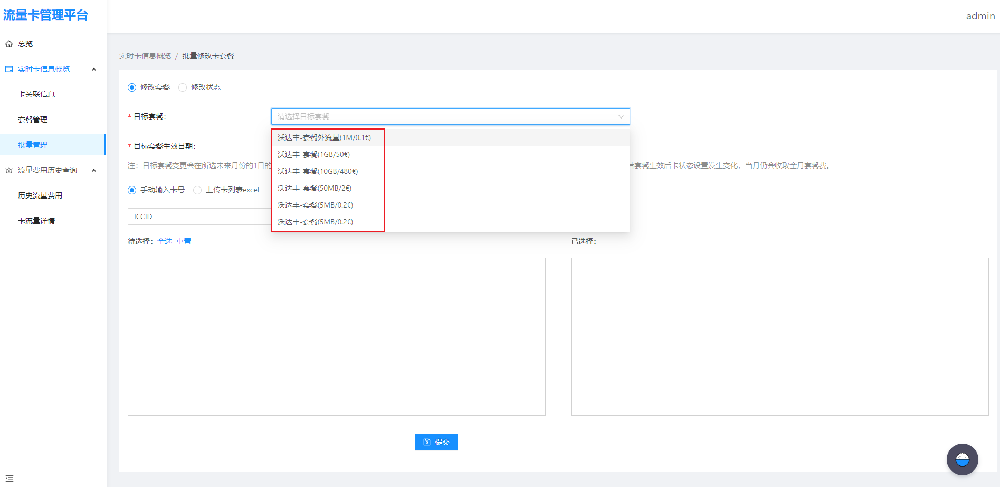 流量卡管理平台
admin
总览
实时卡信息概览
卡关联信息
套餐管理
批量管理
流量费用历史查询
历史流量费用
卡流量详情
实时卡信息概览 / 批量修改卡套餐
修改套餐 修改状态
* 目标套餐: 请选择目标套餐
沃达丰-套餐外流量(1M/0.1€)
* 目标套餐生效日期:
沃达丰-套餐(1GB/50€)
注：目标套餐变更会在所选未来月份的1日的 套餐生效后卡状态设置发生变化，当月仍会收取全月套餐费。
沃达丰-套餐(10GB/480€)
沃达丰-套餐(50MB/2€)
手动输入卡号 上传卡列表excel
沃达丰-套餐(5MB/0.2€)
ICCID
沃达丰-套餐(5MB/0.2€)
待选择： 全选 重置
已选择：
提交